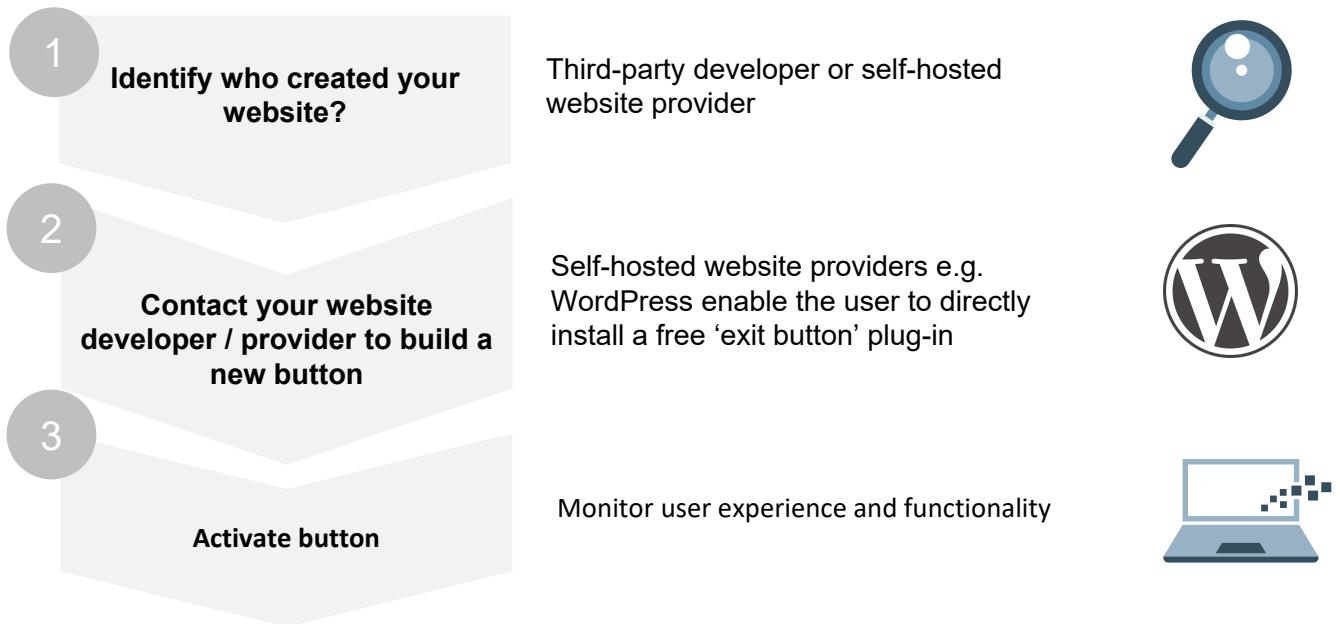 1
Identify who created your
website?
Third-party developer or self-hosted
website provider
2
Contact your website
developer / provider to build a
new button
Self-hosted website providers e.g.
WordPress enable the user to directly
install a free ‘exit button’ plug-in
3
Activate button
Monitor user experience and functionality